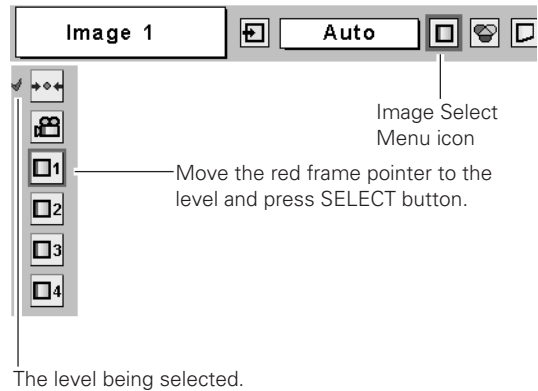 Image 1
Auto
Image Select
Menu icon
1
Move the red frame pointer to the
level and press SELECT button.
2
3
4
The level being selected.